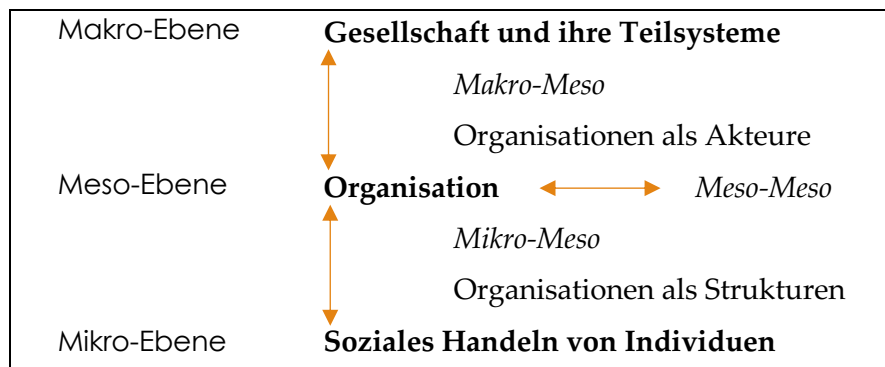 Makro-Ebene Gesellschaft und ihre Teilsysteme
Makro-Meso
Organisationen als Akteure
Meso-Ebene Organisation Meso-Meso
Mikro-Meso
Organisationen als Strukturen
Mikro-Ebene Soziales Handeln von Individuen